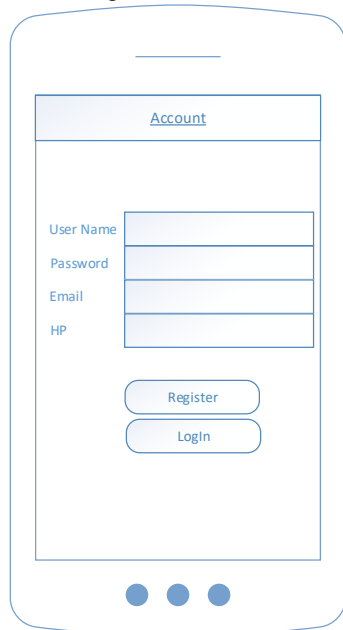 Account
User Name
Password
Email
HP
Register
LogIn